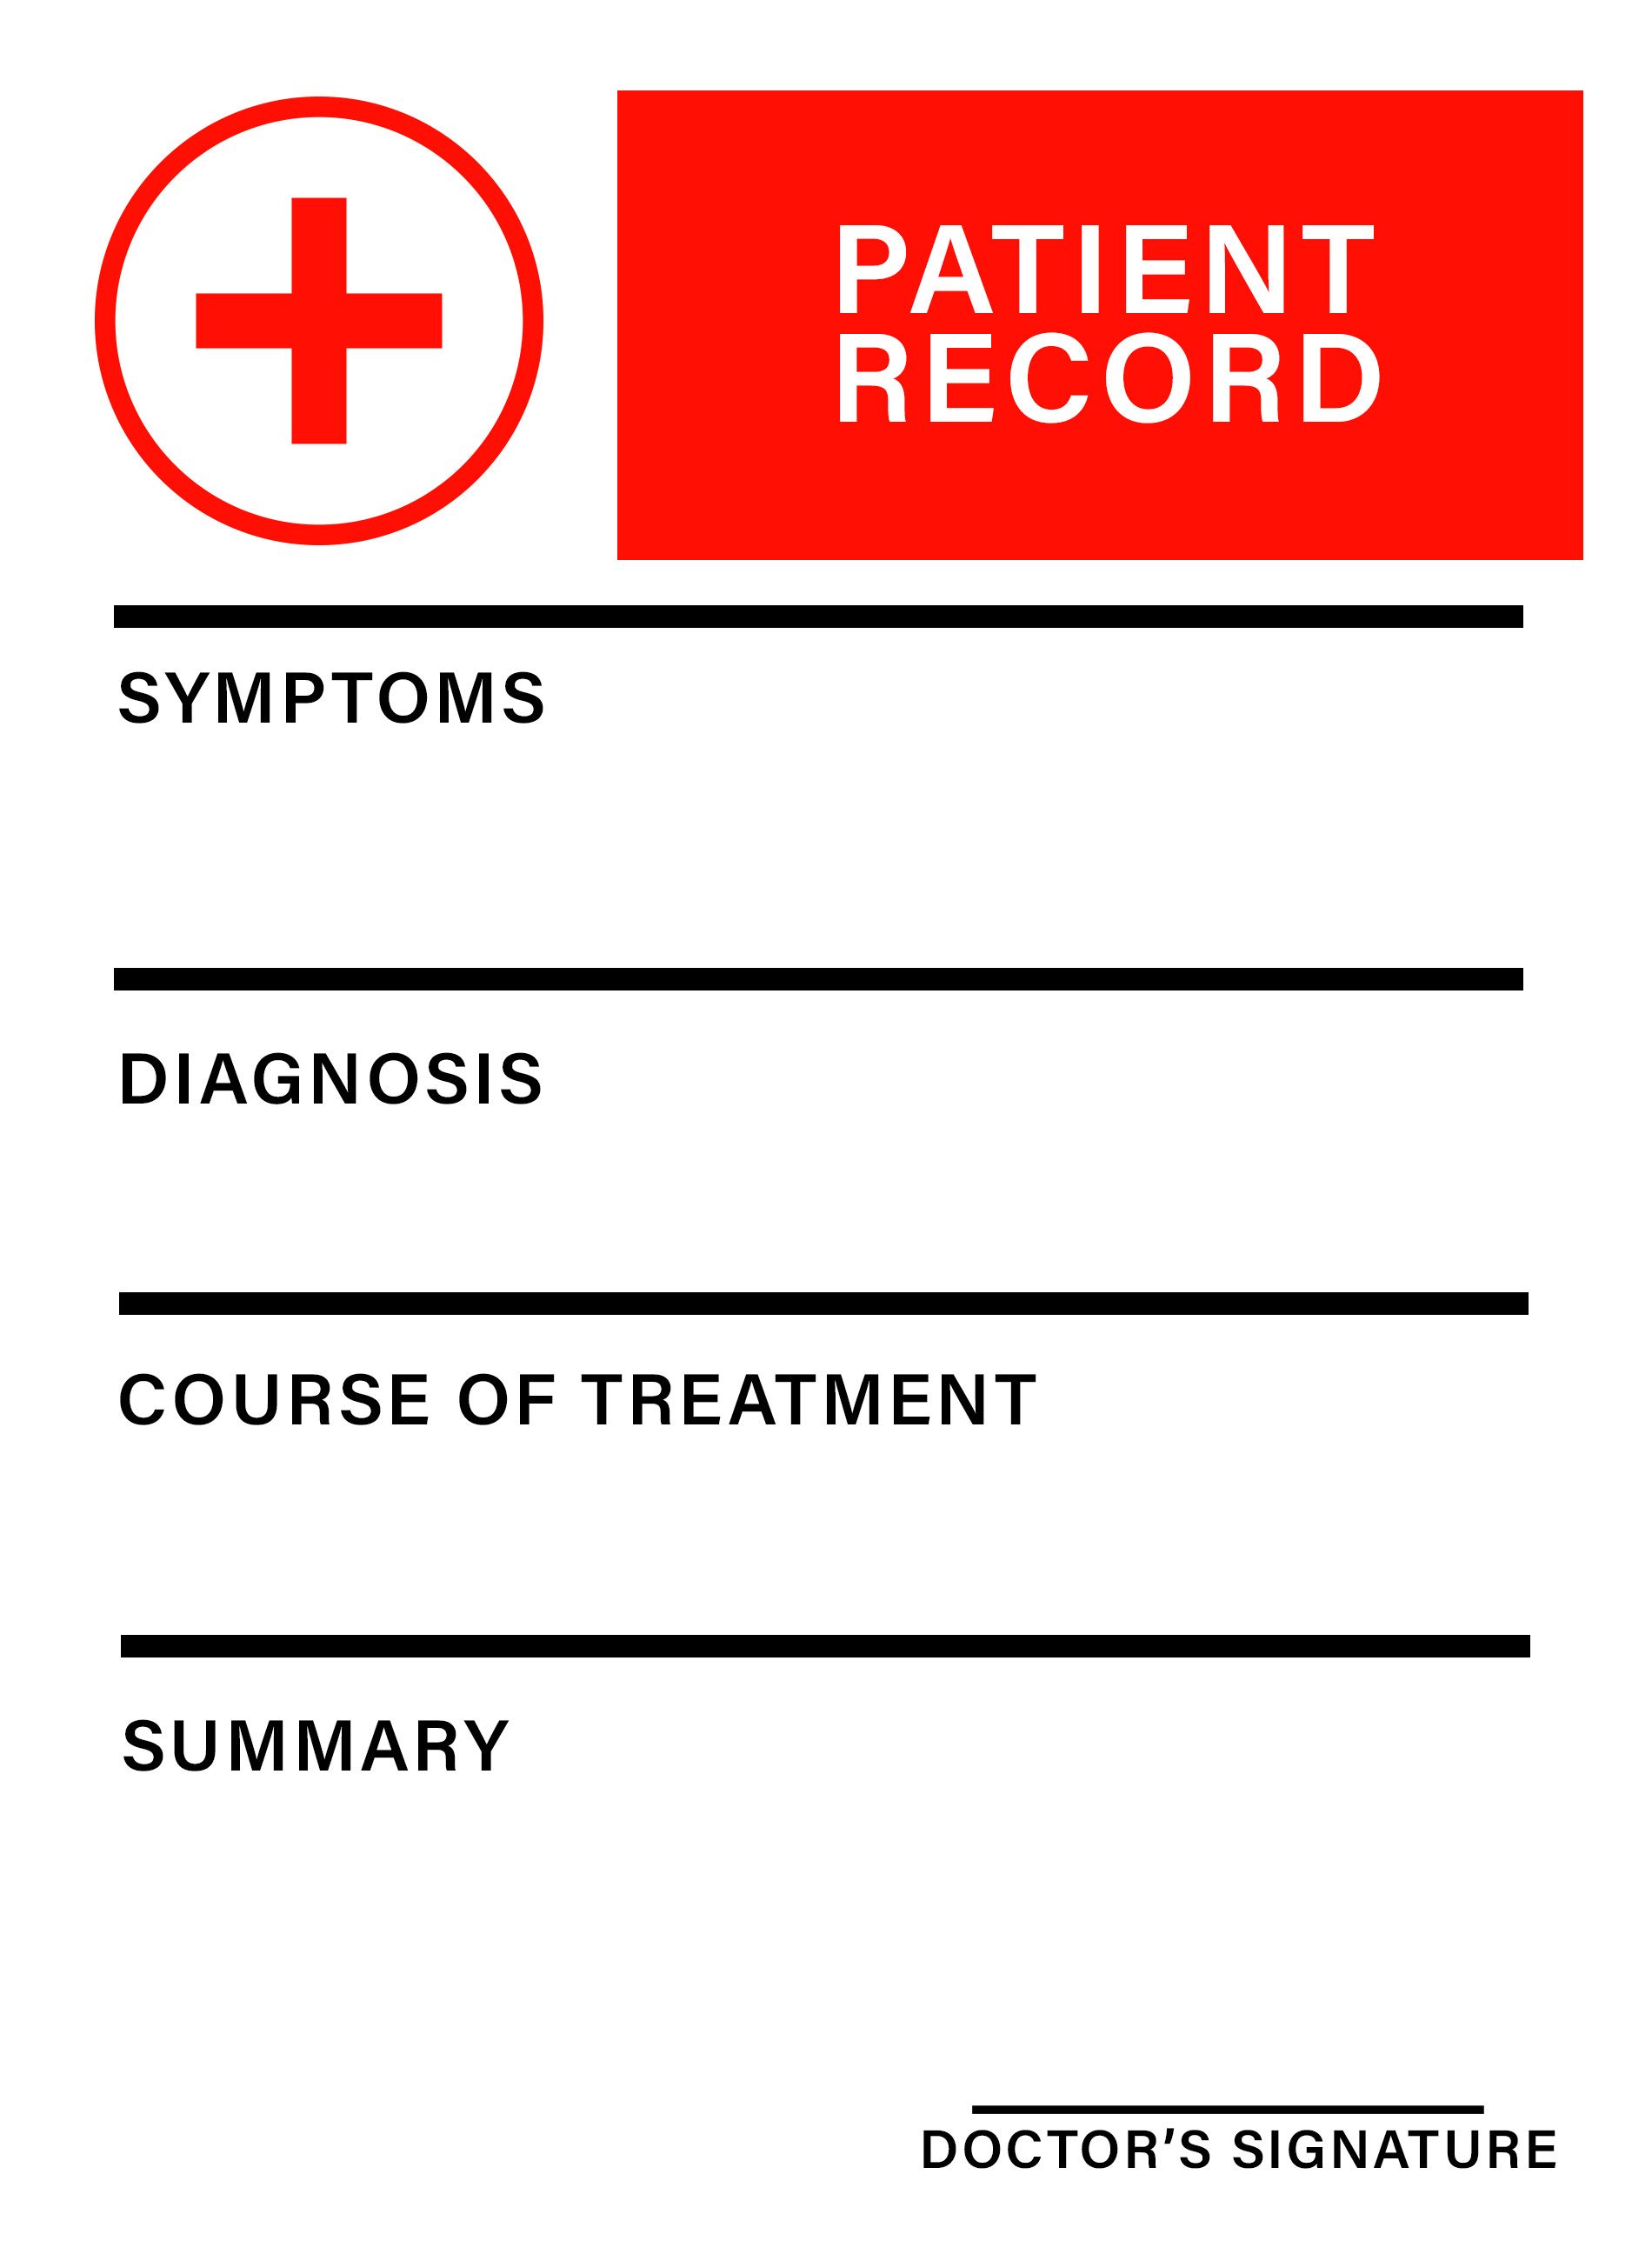 PATIENT
RECORD
SYMPTOMS
DIAGNOSIS
COURSE OF TREATMENT
SUMMARY
DOCTOR'S SIGNATURE